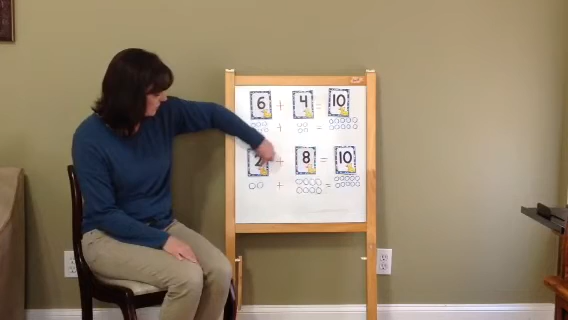 6 + 4 = 10
+ =
2 + 8 = 10
+ =